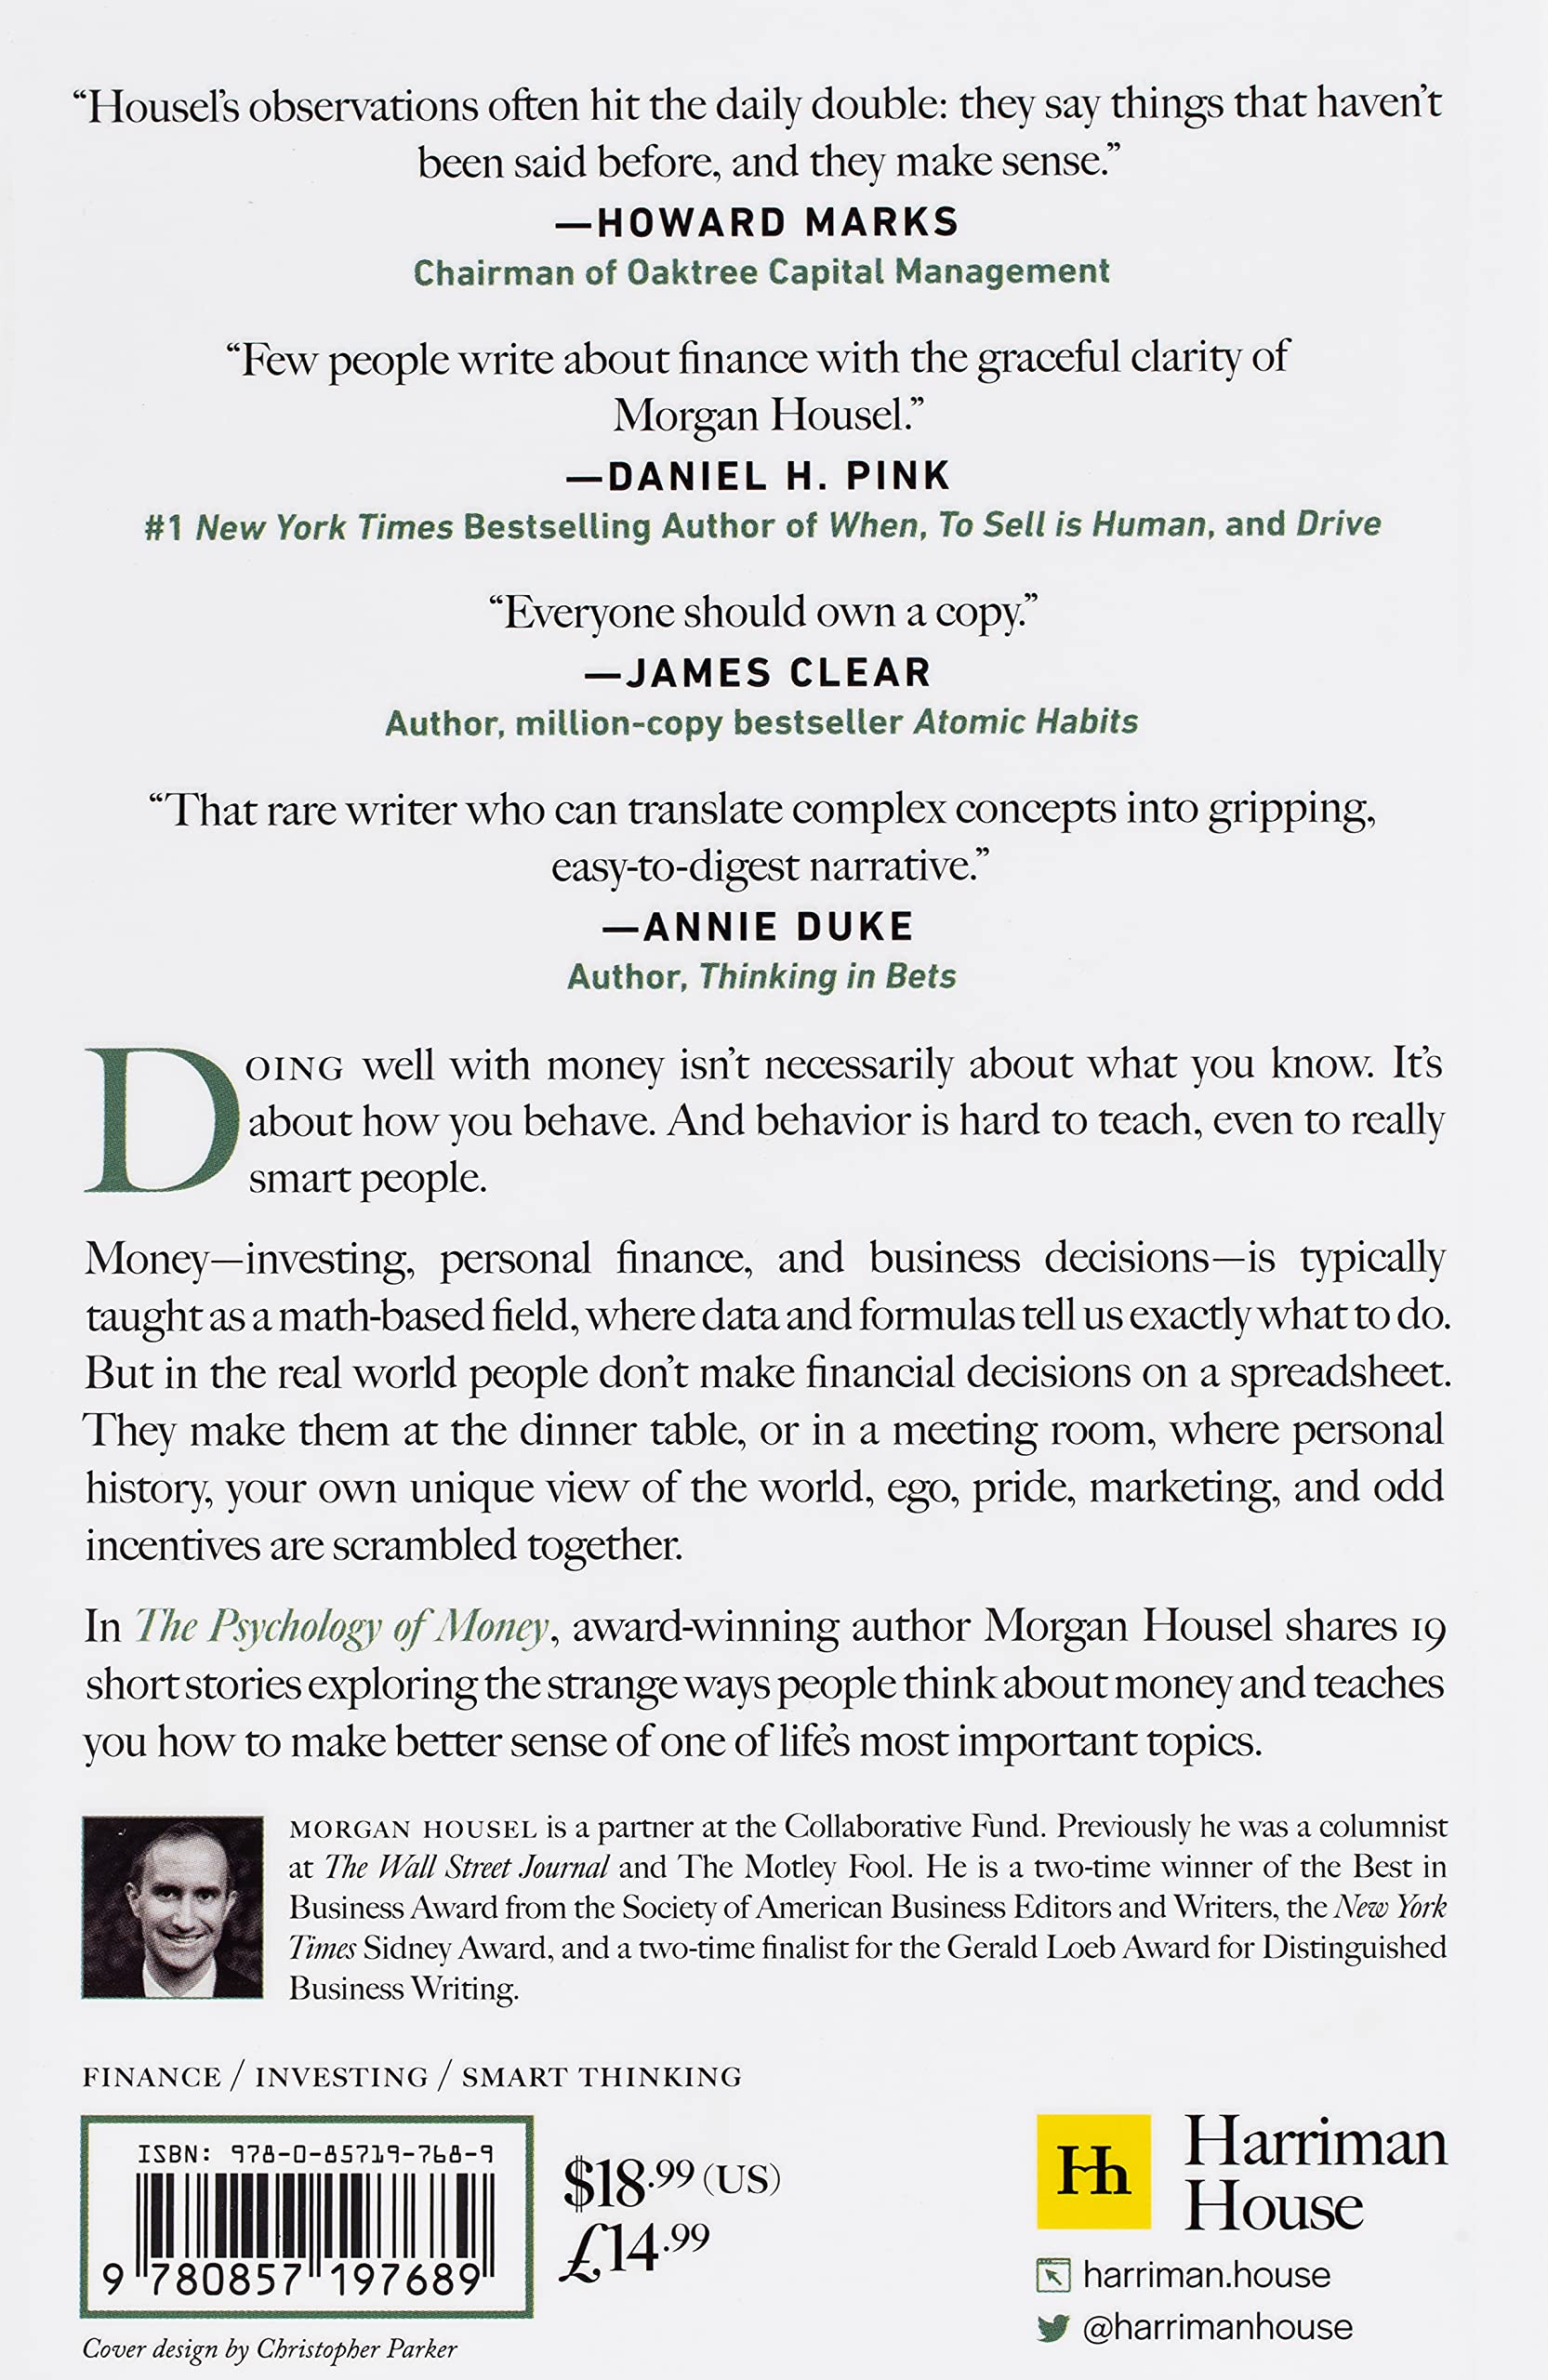 “Housel’s observations often hit the daily double: they say things that haven’t
been said before, and they make sense.”
—HOWARD MARKS
Chairman of Oaktree Capital Management
“Few people write about finance with the graceful clarity of
Morgan Housel.”
—DANIEL H. PINK
#1 New York Times Bestselling Author of When, To Sell is Human, and Drive
“Everyone should own a copy.”
—JAMES CLEAR
Author, million-copy bestseller Atomic Habits
“That rare writer who can translate complex concepts into gripping,
easy-to-digest narrative.”
—ANNIE DUKE
Author, Thinking in Bets
DOING well with money isn’t necessarily about what you know. It’s
about how you behave. And behavior is hard to teach, even to really
smart people.
Money—investing, personal finance, and business decisions—is typically
taught as a math-based field, where data and formulas tell us exactly what to do.
But in the real world people don’t make financial decisions on a spreadsheet.
They make them at the dinner table, or in a meeting room, where personal
history, your own unique view of the world, ego, pride, marketing, and odd
incentives are scrambled together.
In The Psychology of Money, award-winning author Morgan Housel shares 19
short stories exploring the strange ways people think about money and teaches
you how to make better sense of one of life’s most important topics.
MORGAN HOUSEL is a partner at the Collaborative Fund. Previously he was a columnist
at The Wall Street Journal and The Motley Fool. He is a two-time winner of the Best in
Business Award from the Society of American Business Editors and Writers, the New York
Times Sidney Award, and a two-time finalist for the Gerald Loeb Award for Distinguished
Business Writing.
FINANCE / INVESTING / SMART THINKING
ISBN: 978-0-85719-768-9
9 780857 197689
$18.99 (US)
£14.99
Hh
Harriman
House
harriman.house
@harrimanhouse
Cover design by Christopher Parker